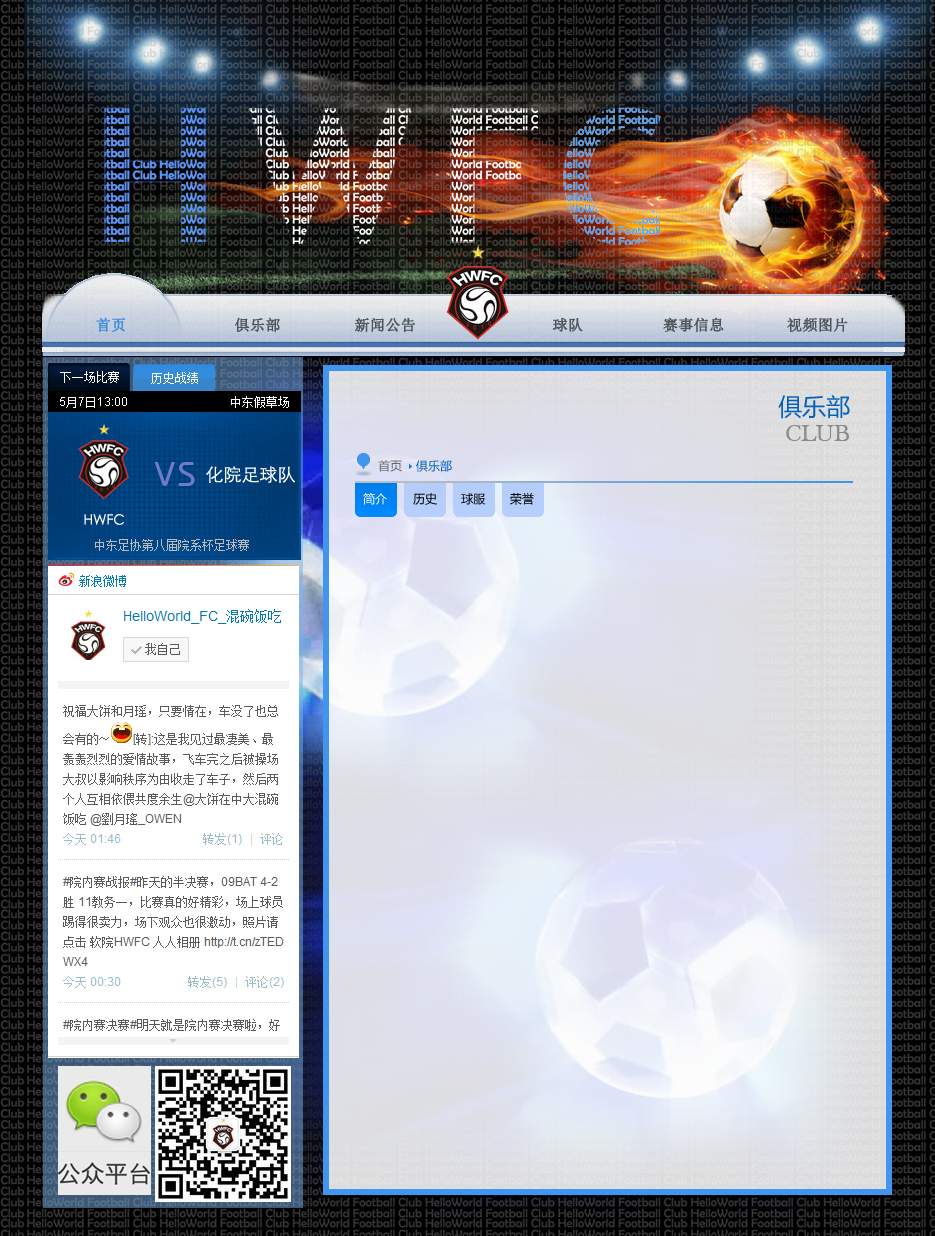 HWFC
HWFC
首页
俱乐部
新闻公告
球队
赛事信息
视频图片
下一场比赛
历史战绩
5月7日13:00
中东假草场
HWFC
VS
化院足球队
HWFC
中东足协第八届院系杯足球赛
新浪微博
HWFC
HelloWorld_FC_混碗饭吃
我自己
祝福大饼和月瑶，只要情在，车没了也总
会有的～[转]:这是我见过最凄美、最
轰轰烈烈的爱情故事，飞车完之后被操场
大叔以影响秩序为由收走了车子，然后两
个人互相依偎共度余生@大饼在中大混碗
饭吃 @劉月瑤_OWEN
今天 01:46
转发(1) | 评论
#院内赛战报#昨天的半决赛，09BAT 4-2
胜 11教务一，比赛真的好精彩，场上球员
踢得很卖力，场下观众也很激动，照片请
点击 软院HWFC 人人相册 http://t.cn/zTED
WX4
今天 00:30
转发(5) | 评论(2)
#院内赛决赛#明天就是院内赛决赛啦，好
公众平台
俱乐部
CLUB
首页
俱乐部
简介
历史
球服
荣誉